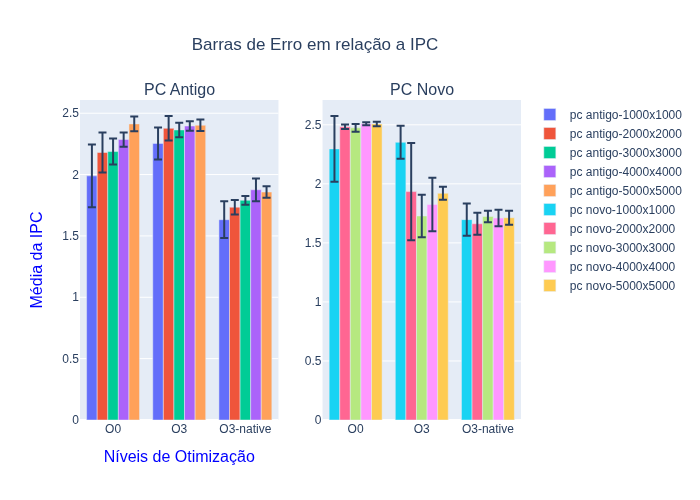 Barras de Erro em relação a IPC
PC Antigo
PC Novo
2.5
2
1.5
1
0.5
0
Média da IPC
O0
O3
O3-native
Níveis de Otimização
2.5
2
1.5
1
0.5
0
O0
O3
O3-native
pc antigo-1000x1000
pc antigo-2000x2000
pc antigo-3000x3000
pc antigo-4000x4000
pc antigo-5000x5000
pc novo-1000x1000
pc novo-2000x2000
pc novo-3000x3000
pc novo-4000x4000
pc novo-5000x5000